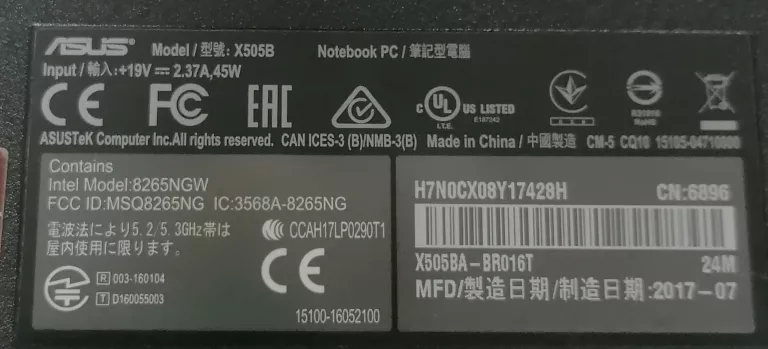 ASUS Model / 型號: X505B Notebook PC / 筆記型電腦
Input / 輸入: +19V ⎓ 2.37A,45W
CE FC EAC C UL US LISTED
I.T.E. E187242
R31018
RoHS
ASUSTeK Computer Inc.All rights reserved. CAN ICES-3 (B)/NMB-3(B) Made in China / 中國製造 CM-5 CQ10 15105-04710000
Contains
Intel Model:8265NGW
FCC ID:MSQ8265NG IC:3568A-8265NG
電波法により5.2/5.3GHz帯は
屋内使用に限ります。
CCAH17LP0290T1
CE
R 003-160104
T D160055003
15100-16052100
H7N0CX08Y17428H CN:6896
X505BA-BR016T 24M
MFD/製造日期/制造日期:2017-07